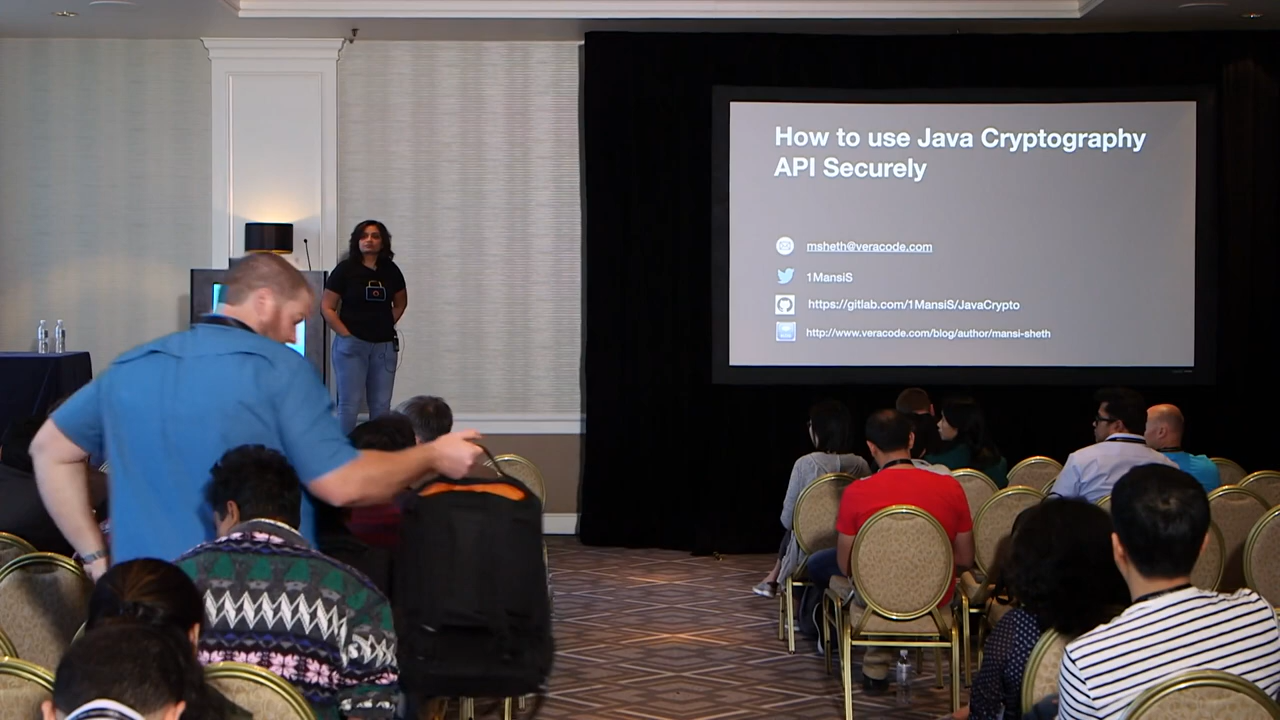 How to use Java Cryptography
API Securely
msheth@veracode.com
1MansiS
https://gitlab.com/1MansiS/JavaCrypto
http://www.veracode.com/blog/author/mansi-sheth